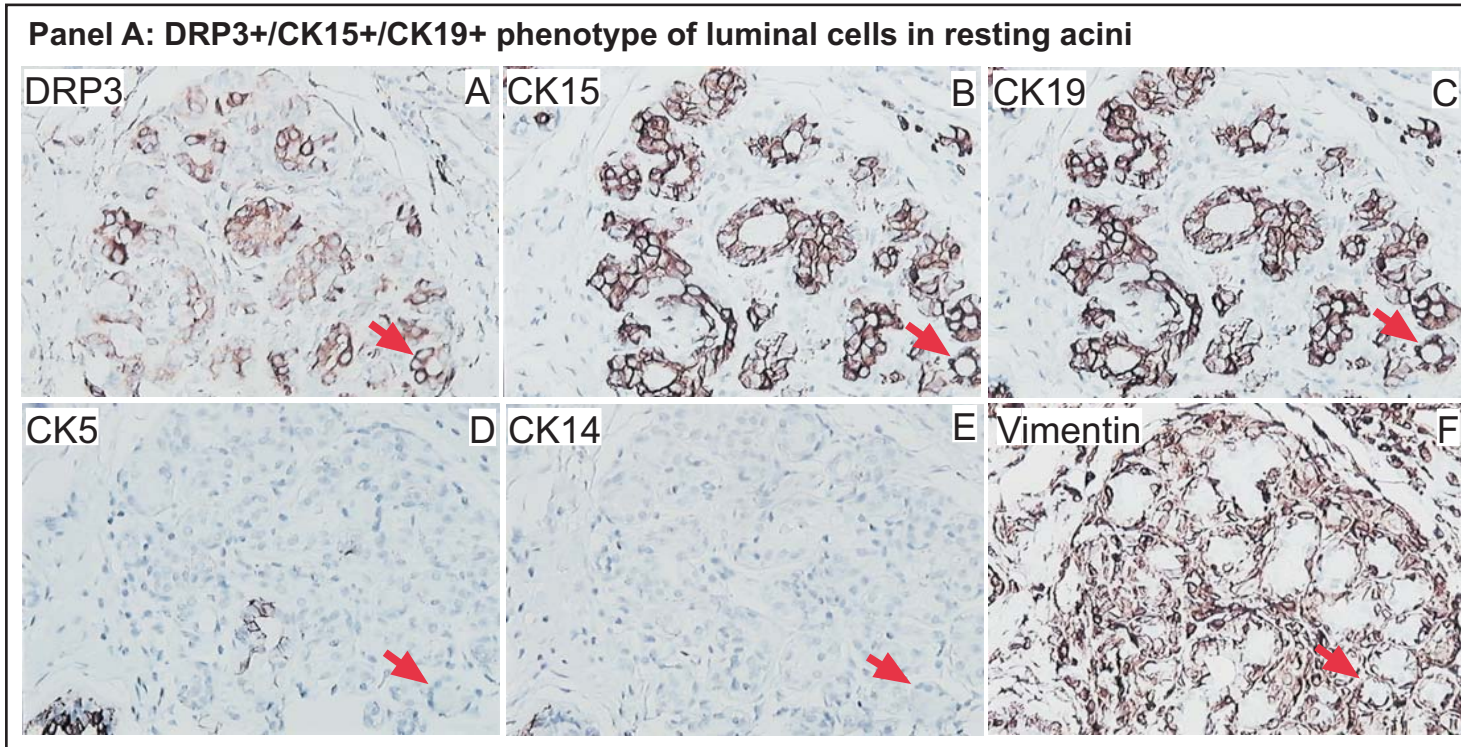 Panel A: DRP3+/CK15+/CK19+ phenotype of luminal cells in resting acini
DRP3 A
CK15 B
CK19 C
CK5 D
CK14 E
Vimentin F